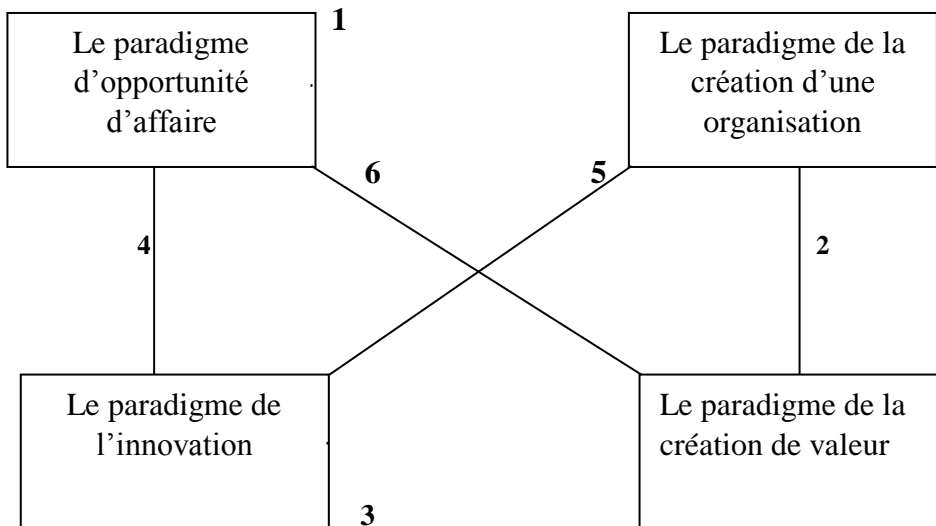 1
Le paradigme
d’opportunité
d’affaire
Le paradigme de la
création d’une
organisation
6
5
4
2
Le paradigme de
l’innovation
Le paradigme de la
création de valeur
3